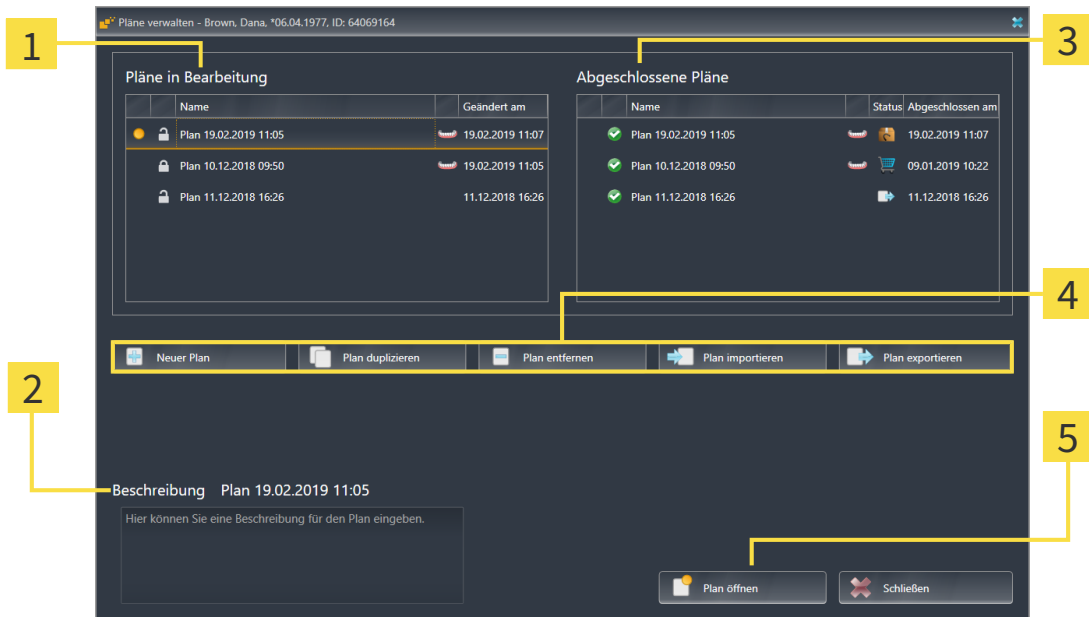 Pläne verwalten - Brown, Dana, *06.04.1977, ID: 64069164
1
3
Pläne in Bearbeitung
Abgeschlossene Pläne
Name Geändert am
Name Status Abgeschlossen am
Plan 19.02.2019 11:05 19.02.2019 11:07
Plan 19.02.2019 11:05 19.02.2019 11:07
Plan 10.12.2018 09:50 19.02.2019 11:05
Plan 10.12.2018 09:50 09.01.2019 10:22
Plan 11.12.2018 16:26 11.12.2018 16:26
Plan 11.12.2018 16:26 11.12.2018 16:26
4
Neuer Plan Plan duplizieren Plan entfernen Plan importieren Plan exportieren
2
5
Beschreibung Plan 19.02.2019 11:05
Hier können Sie eine Beschreibung für den Plan eingeben.
Plan öffnen Schließen